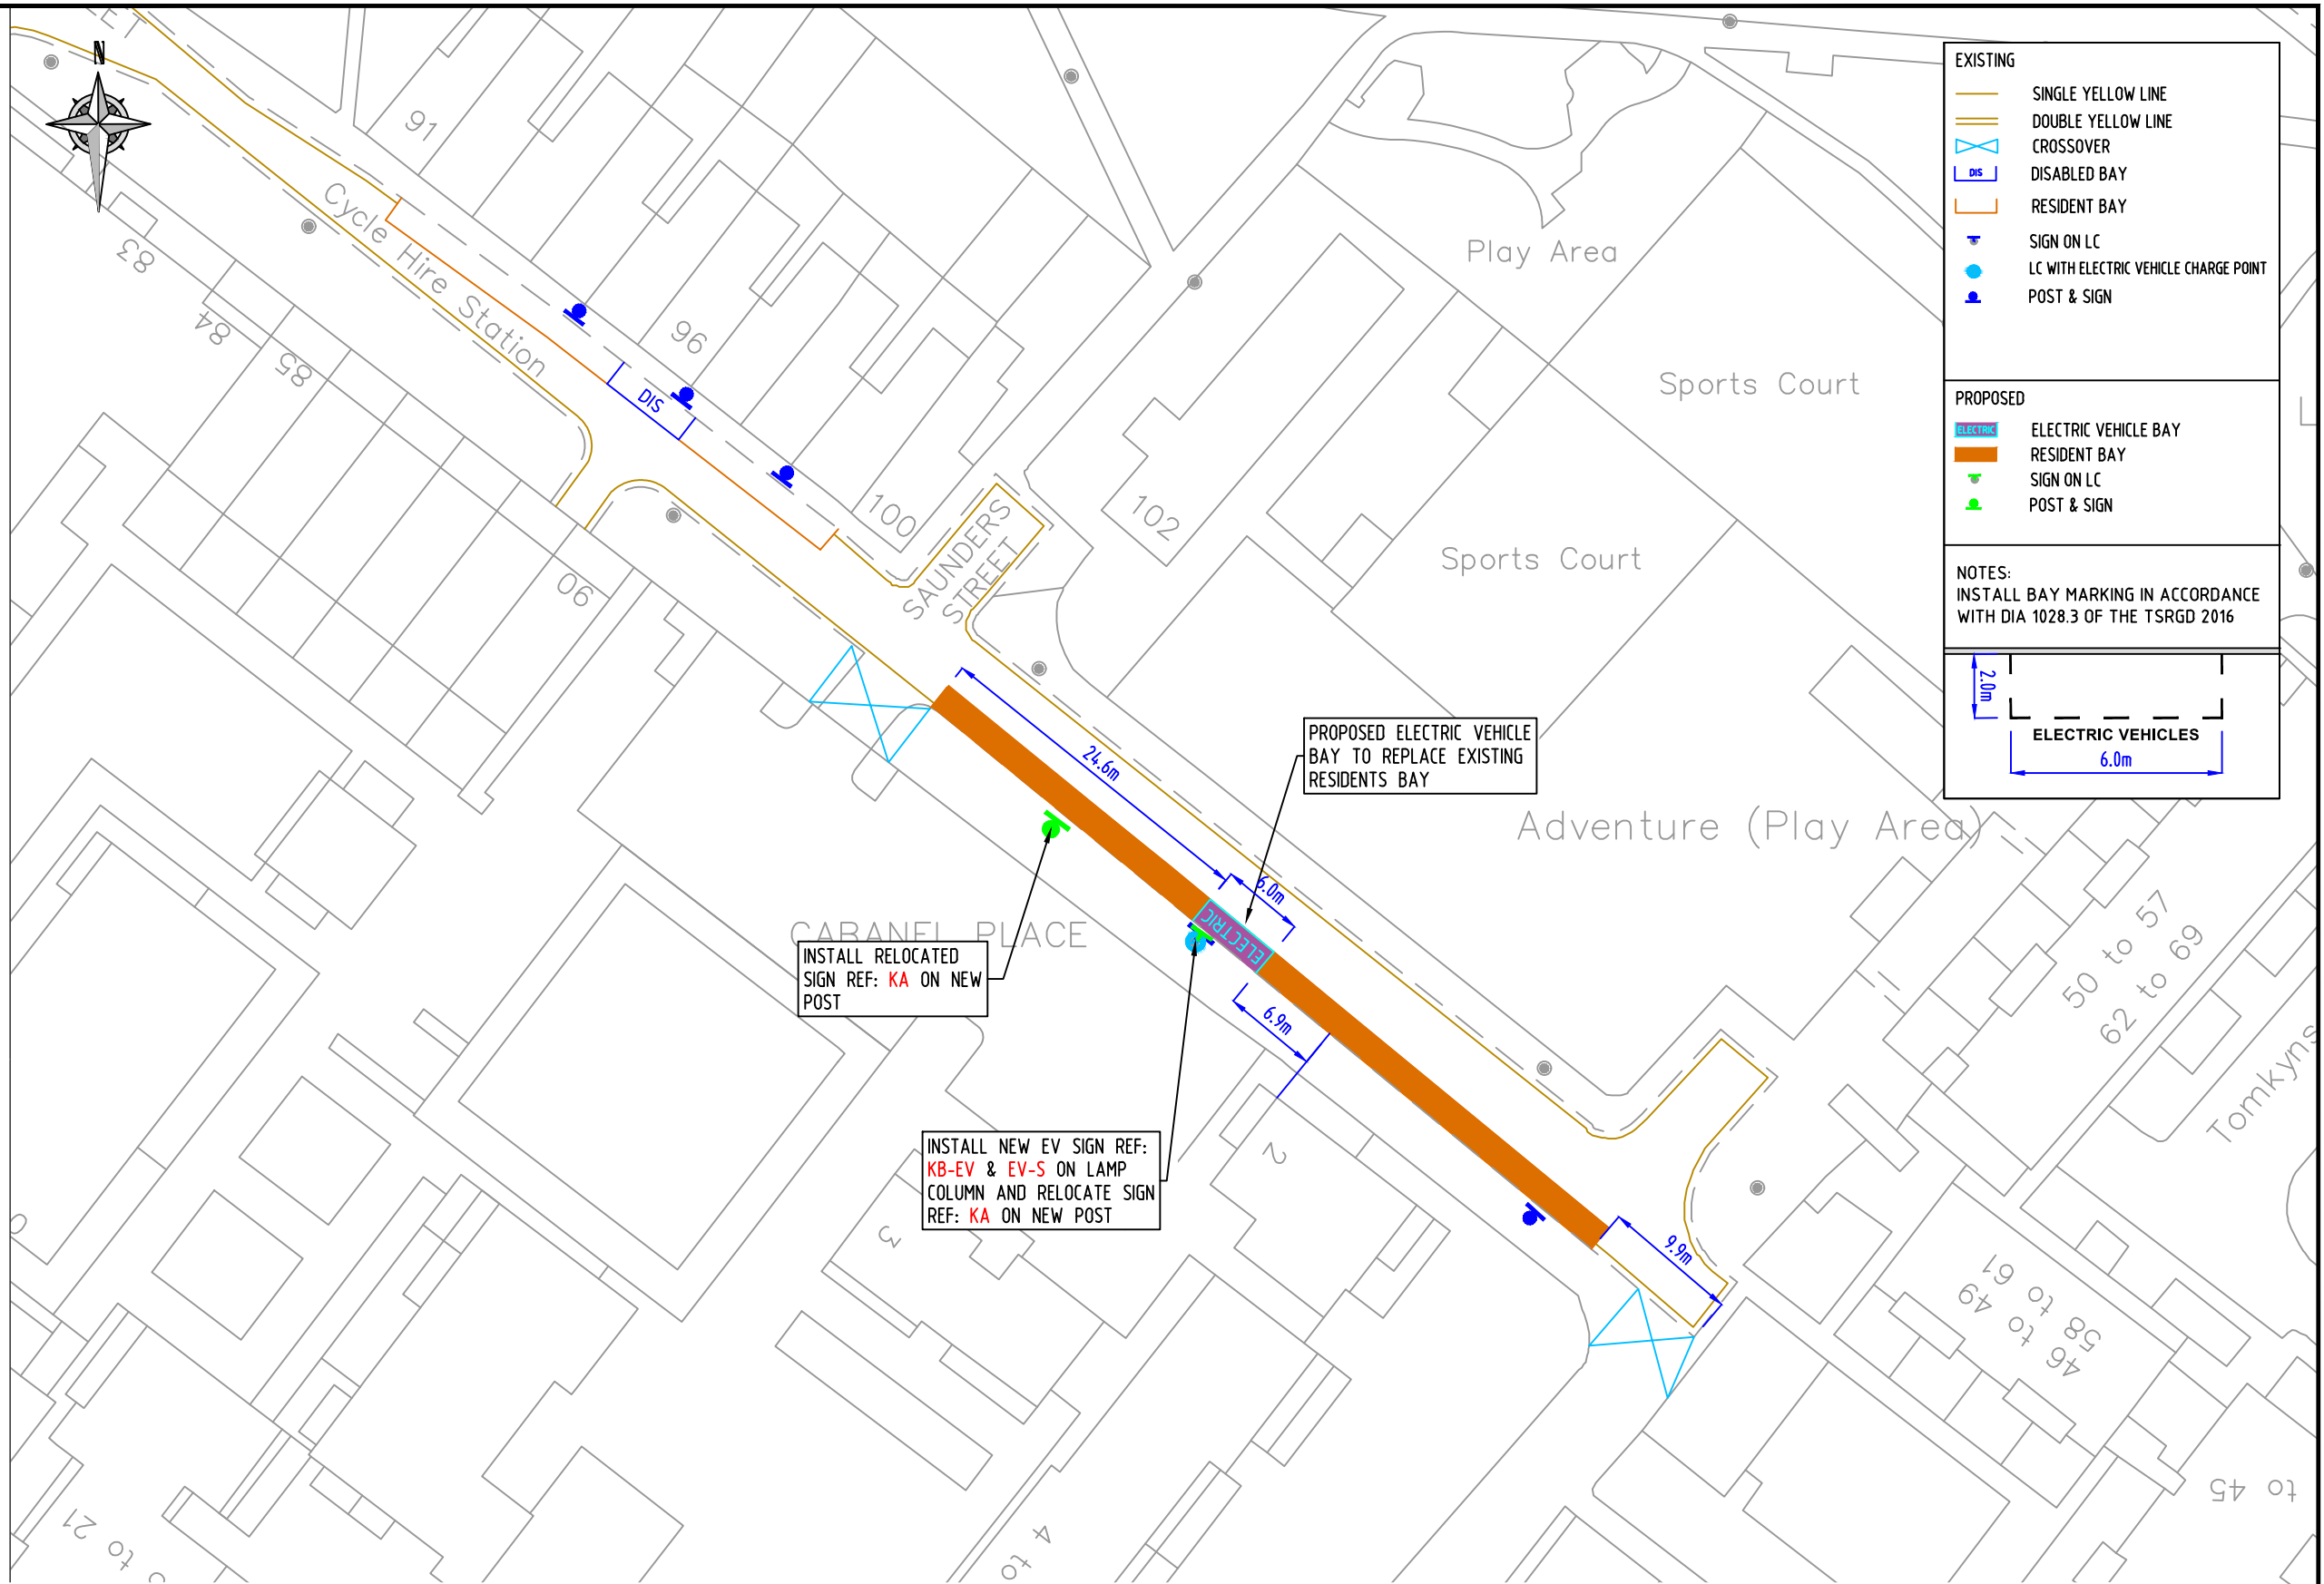 N
91
83
84
85
Cycle Hire Station
96
DIS
100
SAUNDERS
STREET
102
90
Play Area
Sports Court
Sports Court
Adventure (Play Area)
24.6m
6.0m
ELECTRIC
6.9m
9.9m
PROPOSED ELECTRIC VEHICLE
BAY TO REPLACE EXISTING
RESIDENTS BAY
CABANEL PLACE
INSTALL RELOCATED
SIGN REF: KA ON NEW
POST
INSTALL NEW EV SIGN REF:
KB-EV & EV-S ON LAMP
COLUMN AND RELOCATE SIGN
REF: KA ON NEW POST
2
3
4 to
to 21
50 to 57
62 to 69
Tomkyns
58 to 61
46 to 49
to 45
EXISTING
SINGLE YELLOW LINE
DOUBLE YELLOW LINE
CROSSOVER
DIS
DISABLED BAY
RESIDENT BAY
SIGN ON LC
LC WITH ELECTRIC VEHICLE CHARGE POINT
POST & SIGN
PROPOSED
ELECTRIC
ELECTRIC VEHICLE BAY
RESIDENT BAY
SIGN ON LC
POST & SIGN
NOTES:
INSTALL BAY MARKING IN ACCORDANCE
WITH DIA 1028.3 OF THE TSRGD 2016
2.0m
ELECTRIC VEHICLES
6.0m